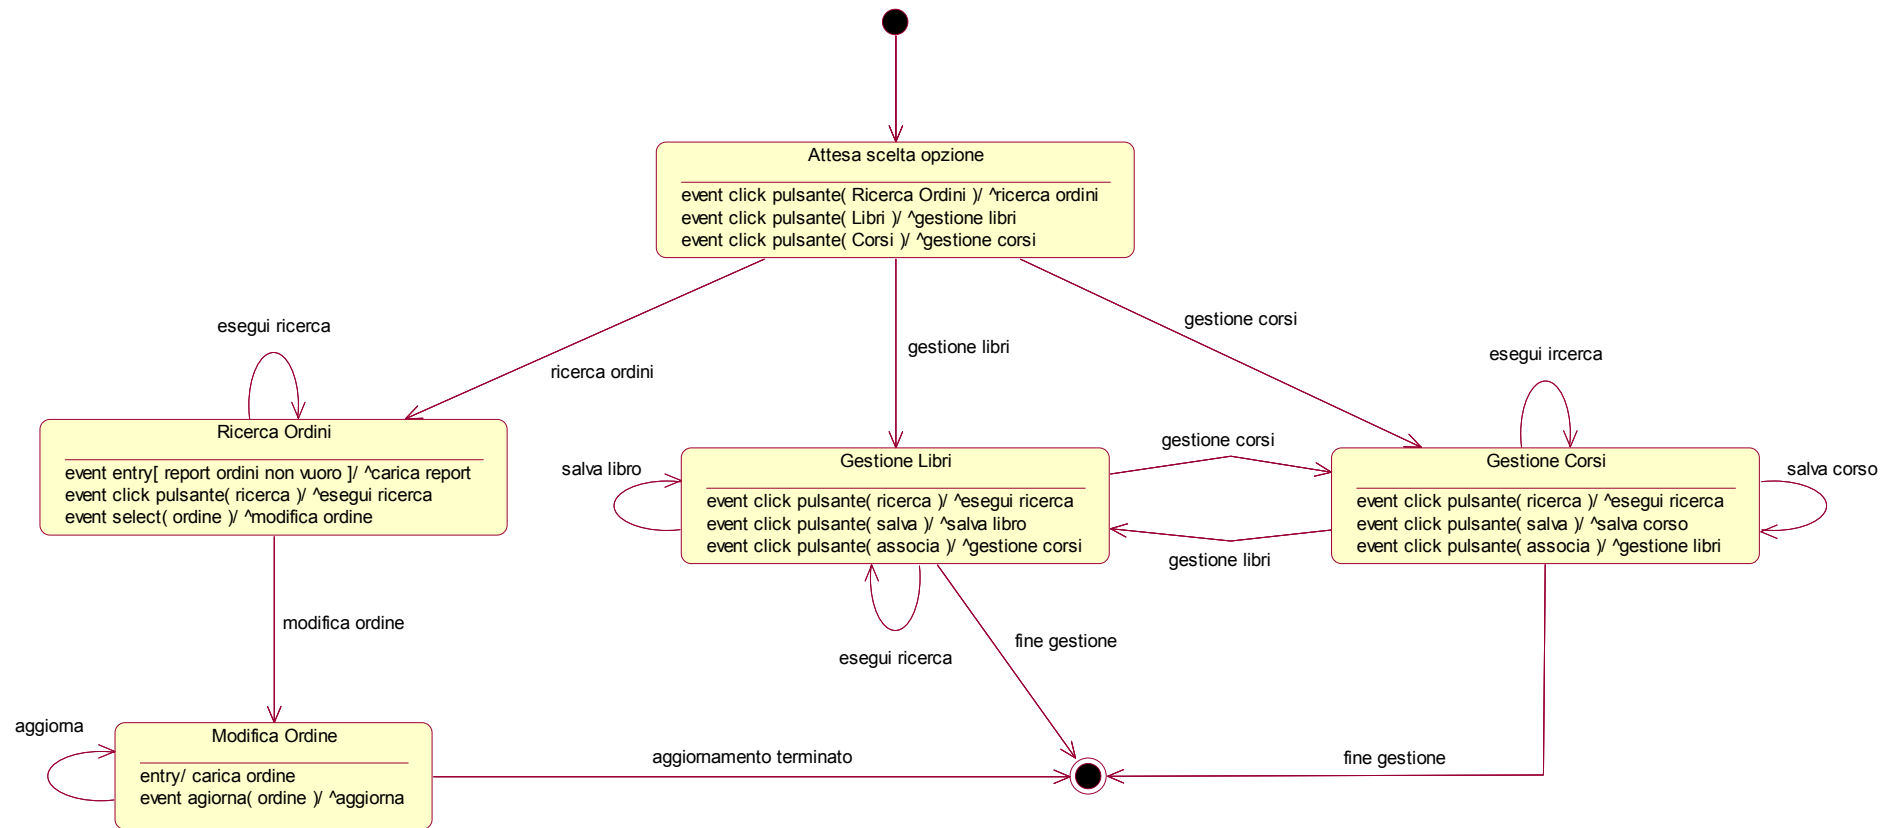 Attesa scelta opzione
event click pulsante( Ricerca Ordini )/ ^ricerca ordini
event click pulsante( Libri )/ ^gestione libri
event click pulsante( Corsi )/ ^gestione corsi
esegui ricerca
ricerca ordini
gestione libri
gestione corsi
esegui ircerca
Ricerca Ordini
event entry[ report ordini non vuoro ]/ ^carica report
event click pulsante( ricerca )/ ^esegui ricerca
event select( ordine )/ ^modifica ordine
salva libro
Gestione Libri
event click pulsante( ricerca )/ ^esegui ricerca
event click pulsante( salva )/ ^salva libro
event click pulsante( associa )/ ^gestione corsi
gestione corsi
gestione libri
Gestione Corsi
event click pulsante( ricerca )/ ^esegui ricerca
event click pulsante( salva )/ ^salva corso
event click pulsante( associa )/ ^gestione libri
salva corso
modifica ordine
esegui ricerca
fine gestione
aggiorna
Modifica Ordine
entry/ carica ordine
event agiorna( ordine )/ ^aggiorna
aggiornamento terminato
fine gestione